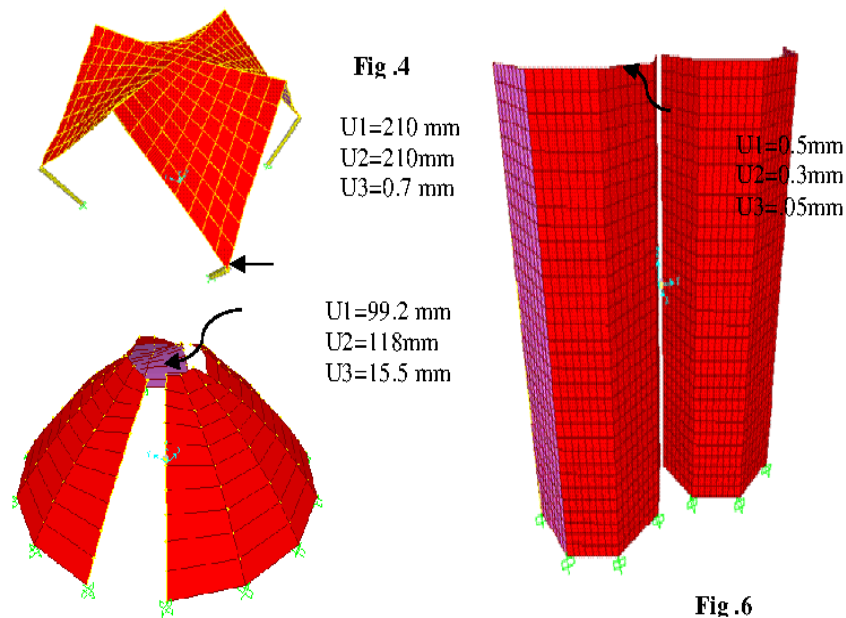 Fig .4
U1=210 mm
U2=210mm
U3=0.7 mm
U1=99.2 mm
U2=118mm
U3=15.5 mm
U1=0.5mm
U2=0.3mm
U3=.05mm
Fig .6